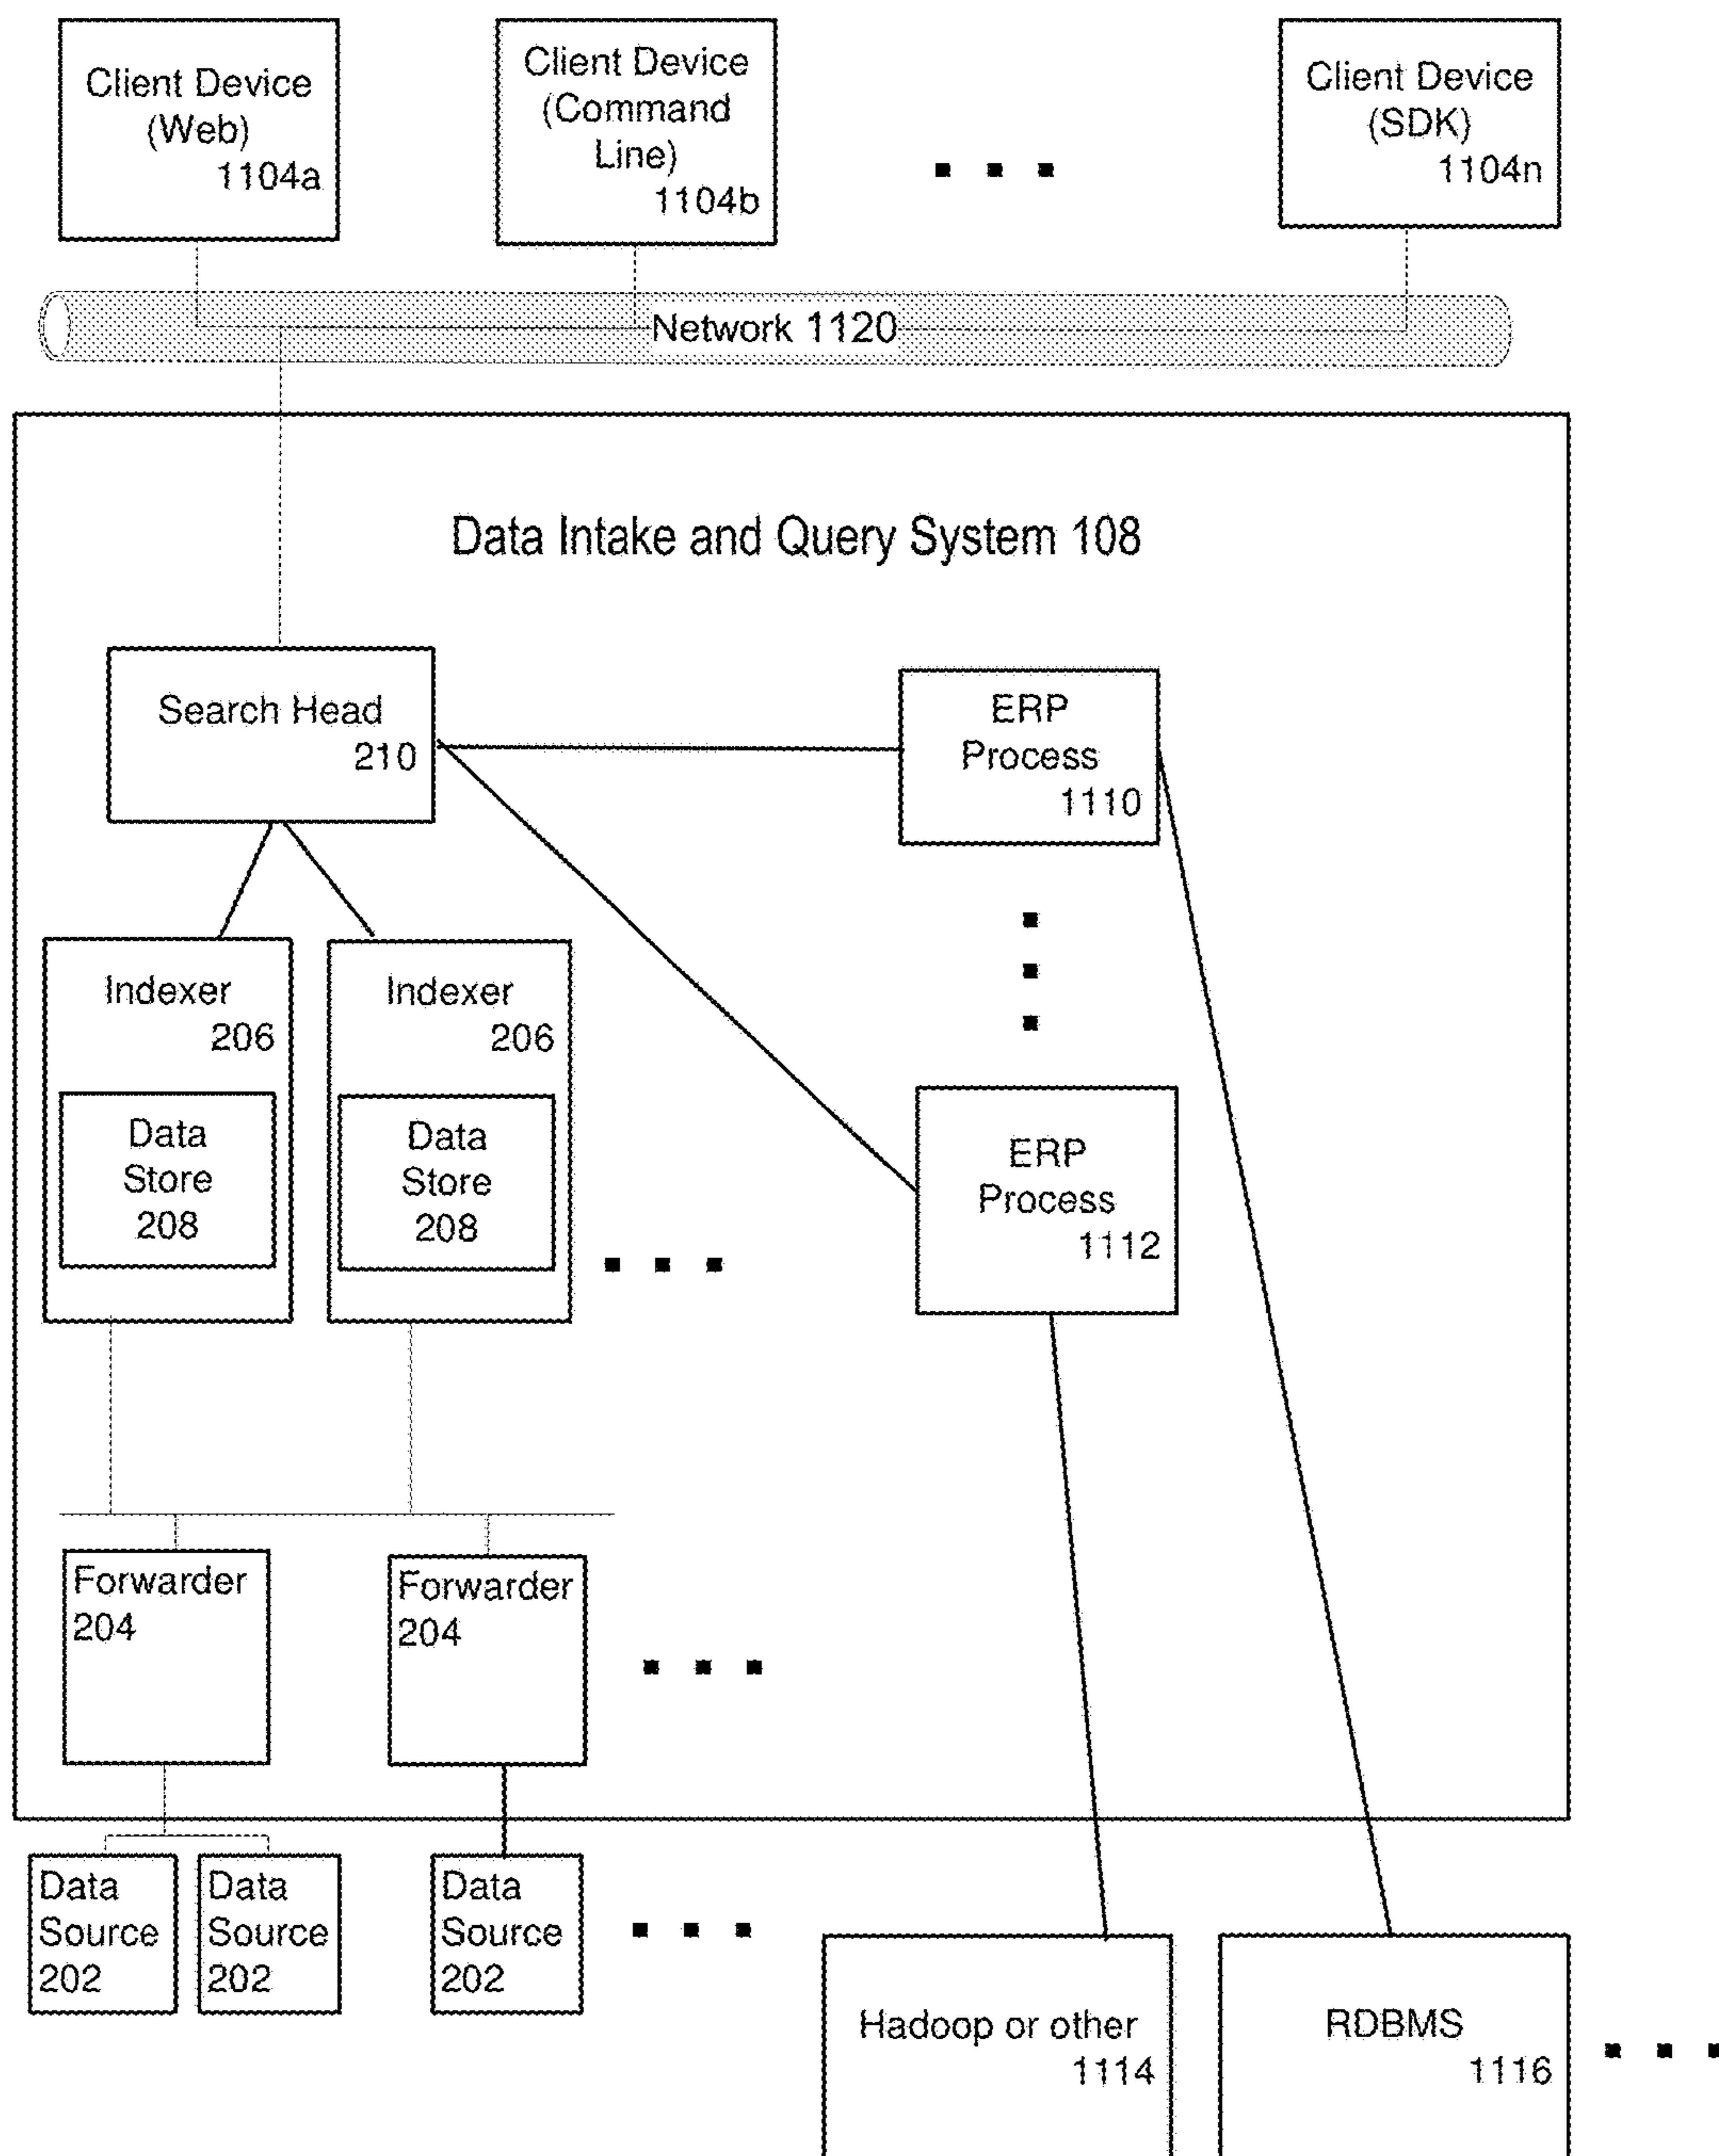 Client Device
(Web)
1104a
Client Device
(Command
Line)
1104b
Client Device
(SDK)
1104n
Network 1120
Data Intake and Query System 108
Search Head
210
ERP
Process
1110
Indexer
206
Data
Store
208
Indexer
206
Data
Store
208
ERP
Process
1112
Forwarder
204
Forwarder
204
Data
Source
202
Data
Source
202
Data
Source
202
Hadoop or other
1114
RDBMS
1116